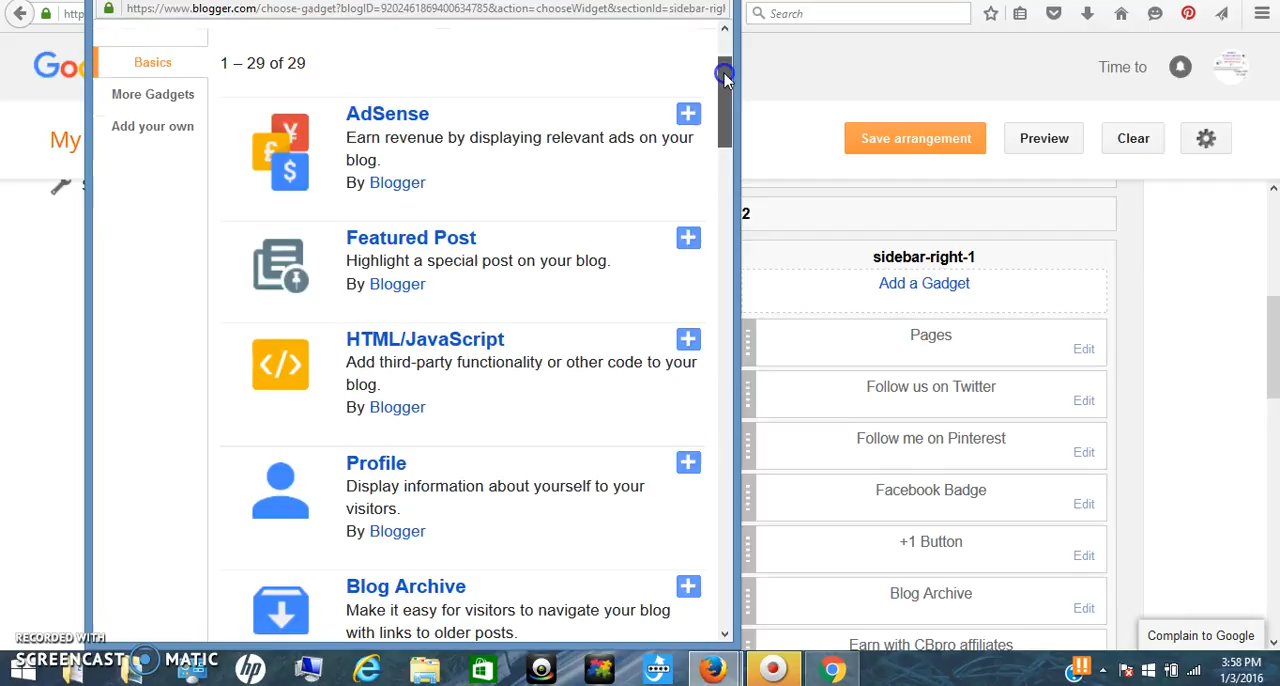 http
https://www.blogger.com/choose-gadget?blogID=9202461869400634785&action=chooseWidget&sectionId=sidebar-righ
Search
Goo
Time to
My
Save arrangement
Preview
Clear
Basics
More Gadgets
Add your own
1 – 29 of 29
AdSense
Earn revenue by displaying relevant ads on your
blog.
By Blogger
Featured Post
Highlight a special post on your blog.
By Blogger
HTML/JavaScript
Add third-party functionality or other code to your
blog.
By Blogger
Profile
Display information about yourself to your
visitors.
By Blogger
Blog Archive
Make it easy for visitors to navigate your blog
with links to older posts.
2
sidebar-right-1
Add a Gadget
Pages
Edit
Follow us on Twitter
Edit
Follow me on Pinterest
Edit
Facebook Badge
Edit
+1 Button
Edit
Blog Archive
Edit
Earn with CBpro affiliates
Complain to Google
RECORDED WITH
SCREENCAST MATIC
3:58 PM
1/3/2016